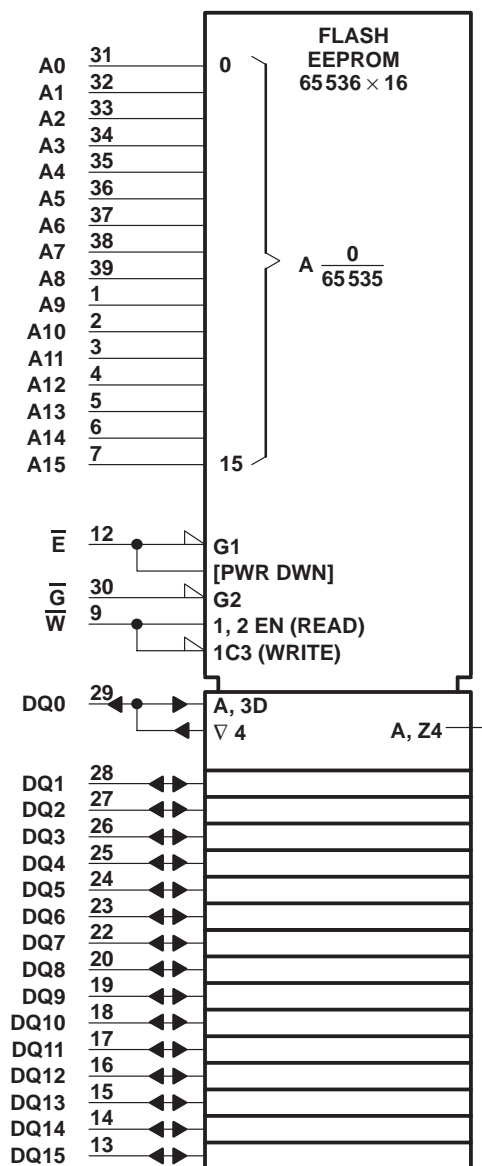 FLASH
EEPROM
65 536 × 16
A0 31 0
A1 32
A2 33
A3 34
A4 35
A5 36
A6 37
A7 38
A8 39
A 0
65 535
A9 1
A10 2
A11 3
A12 4
A13 5
A14 6
A15 7 15
E̅ 12 G1
[PWR DWN]
G̅ 30 G2
W̅ 9 1, 2 EN (READ)
1C3 (WRITE)
DQ0 29 A, 3D
∇ 4 A, Z4
DQ1 28
DQ2 27
DQ3 26
DQ4 25
DQ5 24
DQ6 23
DQ7 22
DQ8 20
DQ9 19
DQ10 18
DQ11 17
DQ12 16
DQ13 15
DQ14 14
DQ15 13